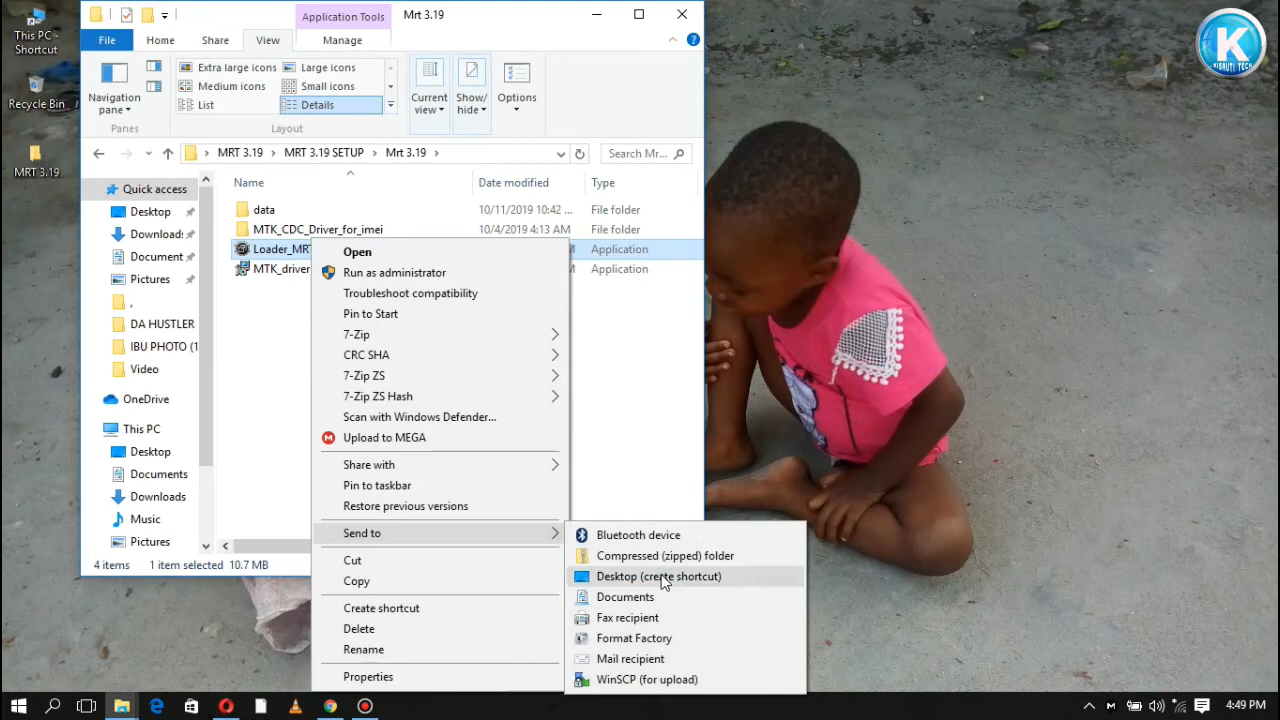 This PC - Shortcut
Recycle Bin
MRT 3.19
Application Tools
Mrt 3.19
File
Home
Share
View
Manage
Navigation pane
Panes
Extra large icons
Large icons
Medium icons
Small icons
List
Details
Layout
Current view
Show/ hide
Options
MRT 3.19 > MRT 3.19 SETUP > Mrt 3.19 >
Search Mr...
Quick access
Desktop
Download:
Document:
Pictures
,
DA HUSTLER
IBU PHOTO (1
Video
OneDrive
This PC
Desktop
Documents
Downloads
Music
Pictures
Name
Date modified
Type
data
10/11/2019 10:42 ...
File folder
MTK_CDC_Driver_for_imei
10/4/2019 4:13 AM
File folder
Loader_MR
M
Application
MTK_driver
M
Application
4 items
1 item selected 10.7 MB
Open
Run as administrator
Troubleshoot compatibility
Pin to Start
7-Zip
CRC SHA
7-Zip ZS
7-Zip ZS Hash
Scan with Windows Defender...
M
Upload to MEGA
Share with
Pin to taskbar
Restore previous versions
Send to
Cut
Copy
Create shortcut
Delete
Rename
Properties
Bluetooth device
Compressed (zipped) folder
Desktop (create shortcut)
Documents
Fax recipient
Format Factory
Mail recipient
WinSCP (for upload)
K
KISAUTI TECH
4:49 PM